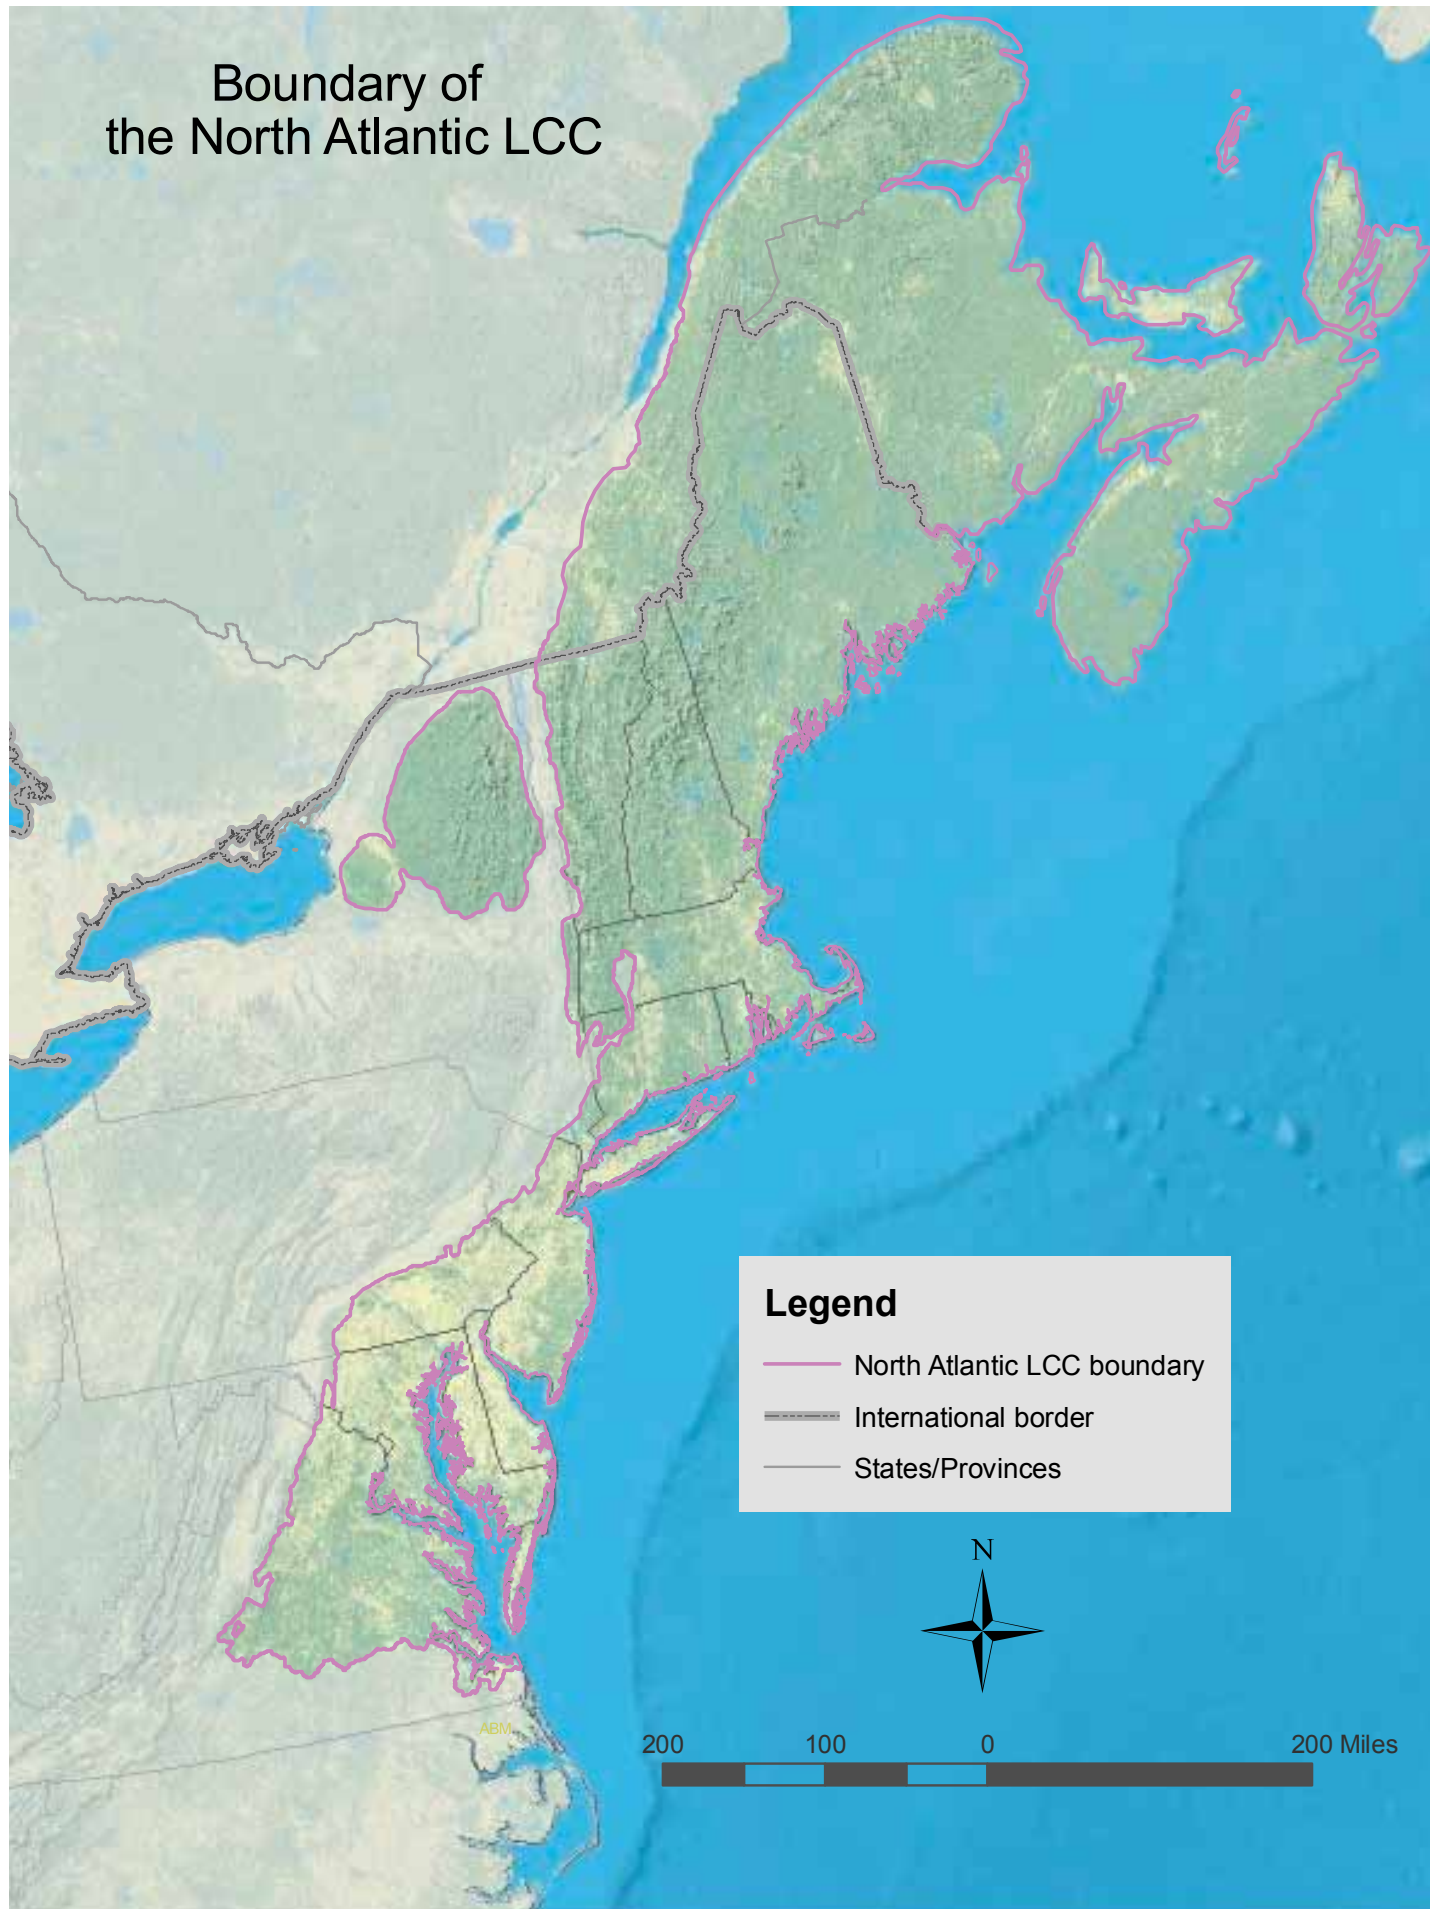 Boundary of
the North Atlantic LCC
Legend
North Atlantic LCC boundary
International border
States/Provinces
N
ABM
200 100 0 200 Miles